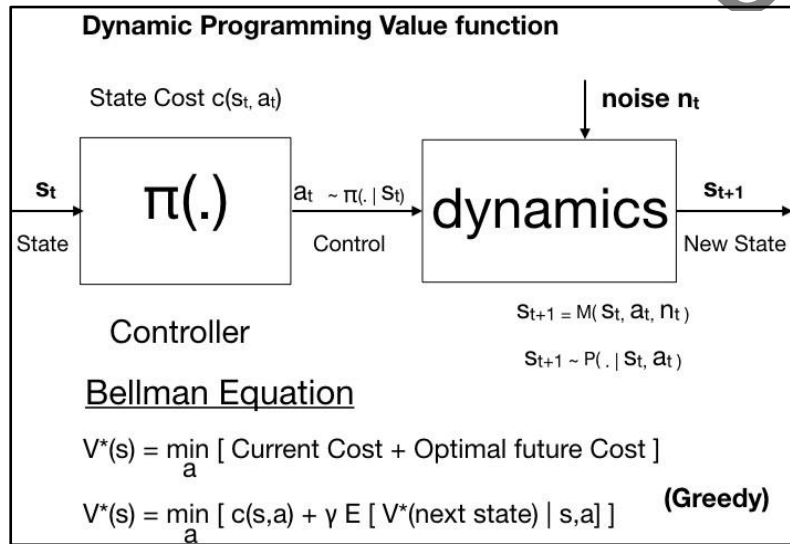 Dynamic Programming Value function
State Cost c(sₜ, aₜ)
noise nₜ
sₜ
π(.)
aₜ ~ π(. | sₜ)
dynamics
sₜ₊₁
State
Control
New State
Controller
sₜ₊₁ = M( sₜ, aₜ, nₜ )
sₜ₊₁ ~ P( . | sₜ, aₜ )
Bellman Equation
V*(s) = min [ Current Cost + Optimal future Cost ]
a
(Greedy)
V*(s) = min [ c(s,a) + γ E [ V*(next state) | s,a] ]
a